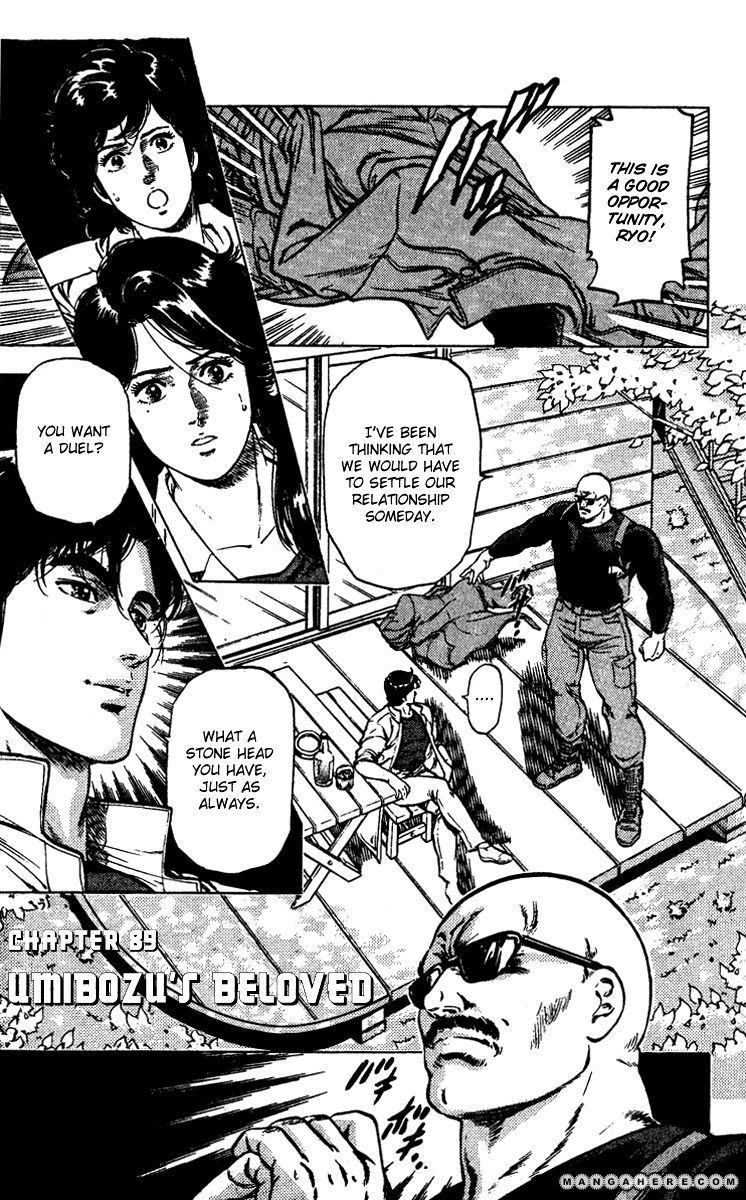 THIS IS
A GOOD
OPPOR-
TUNITY,
RYO!
I'VE BEEN
THINKING THAT
WE WOULD HAVE
TO SETTLE OUR
RELATIONSHIP
SOMEDAY.
YOU WANT
A DUEL?
....
WHAT A
STONE HEAD
YOU HAVE,
JUST AS
ALWAYS.
CHAPTER 89
UMIBOZU'S BELOVED
MANGAHERE.COM